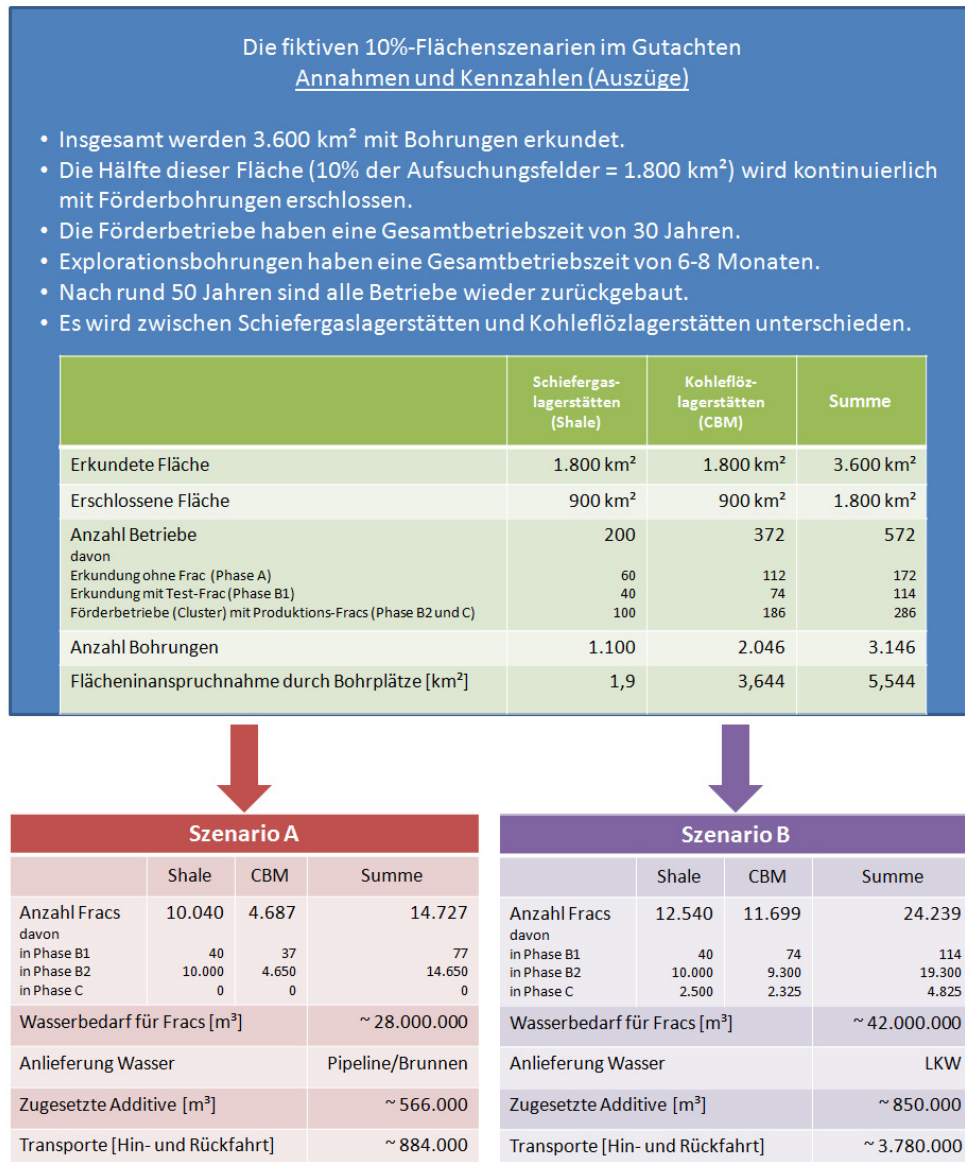 Die fiktiven 10%-Flächenszenarien im Gutachten
Annahmen und Kennzahlen (Auszüge)
• Insgesamt werden 3.600 km² mit Bohrungen erkundet.
• Die Hälfte dieser Fläche (10% der Aufsuchungsfelder = 1.800 km²) wird kontinuierlich
mit Förderbohrungen erschlossen.
• Die Förderbetriebe haben eine Gesamtbetriebszeit von 30 Jahren.
• Explorationsbohrungen haben eine Gesamtbetriebszeit von 6-8 Monaten.
• Nach rund 50 Jahren sind alle Betriebe wieder zurückgebaut.
• Es wird zwischen Schiefergaslagerstätten und Kohleflözlagerstätten unterschieden.
Schiefergas-lagerstätten (Shale) Kohleflöz-lagerstätten (CBM) Summe
Erkundete Fläche 1.800 km² 1.800 km² 3.600 km²
Erschlossene Fläche 900 km² 900 km² 1.800 km²
Anzahl Betriebe 200 372 572
davon
Erkundung ohne Frac (Phase A) 60 112 172
Erkundung mit Test-Frac (Phase B1) 40 74 114
Förderbetriebe (Cluster) mit Produktions-Fracs (Phase B2 und C) 100 186 286
Anzahl Bohrungen 1.100 2.046 3.146
Flächeninanspruchnahme durch Bohrplätze [km²] 1,9 3,644 5,544
Szenario A
Shale CBM Summe
Anzahl Fracs 10.040 4.687 14.727
davon
in Phase B1 40 37 77
in Phase B2 10.000 4.650 14.650
in Phase C 0 0 0
Wasserbedarf für Fracs [m³] ~ 28.000.000
Anlieferung Wasser Pipeline/Brunnen
Zugesetzte Additive [m³] ~ 566.000
Transporte [Hin- und Rückfahrt] ~ 884.000
Szenario B
Shale CBM Summe
Anzahl Fracs 12.540 11.699 24.239
davon
in Phase B1 40 74 114
in Phase B2 10.000 9.300 19.300
in Phase C 2.500 2.325 4.825
Wasserbedarf für Fracs [m³] ~ 42.000.000
Anlieferung Wasser LKW
Zugesetzte Additive [m³] ~ 850.000
Transporte [Hin- und Rückfahrt] ~ 3.780.000